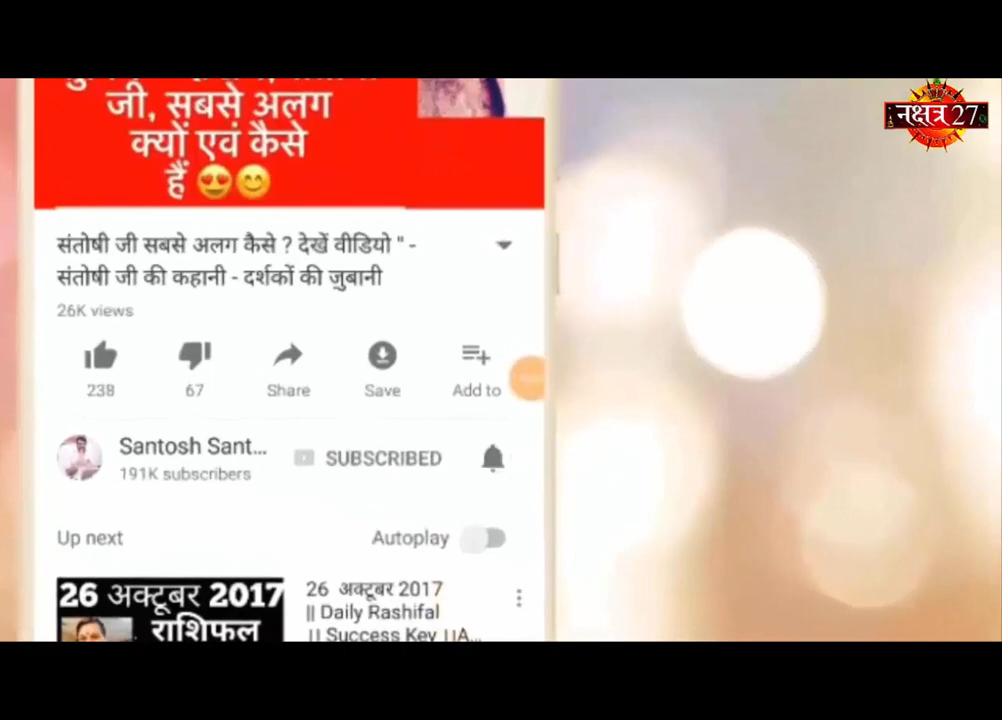 जी, सबसे अलग
क्यों एवं कैसे
हैं 😍😊
नक्षत्र 27
संतोषी जी सबसे अलग कैसे ? देखें वीडियो " -
संतोषी जी की कहानी - दर्शकों की जुबानी
26K views
238
67
Share
Save
Add to
Santosh Sant...
191K subscribers
SUBSCRIBED
Up next
Autoplay
26 अक्टूबर 2017
राशिफल
26 अक्टूबर 2017
|| Daily Rashifal
|| Success Key ||A...